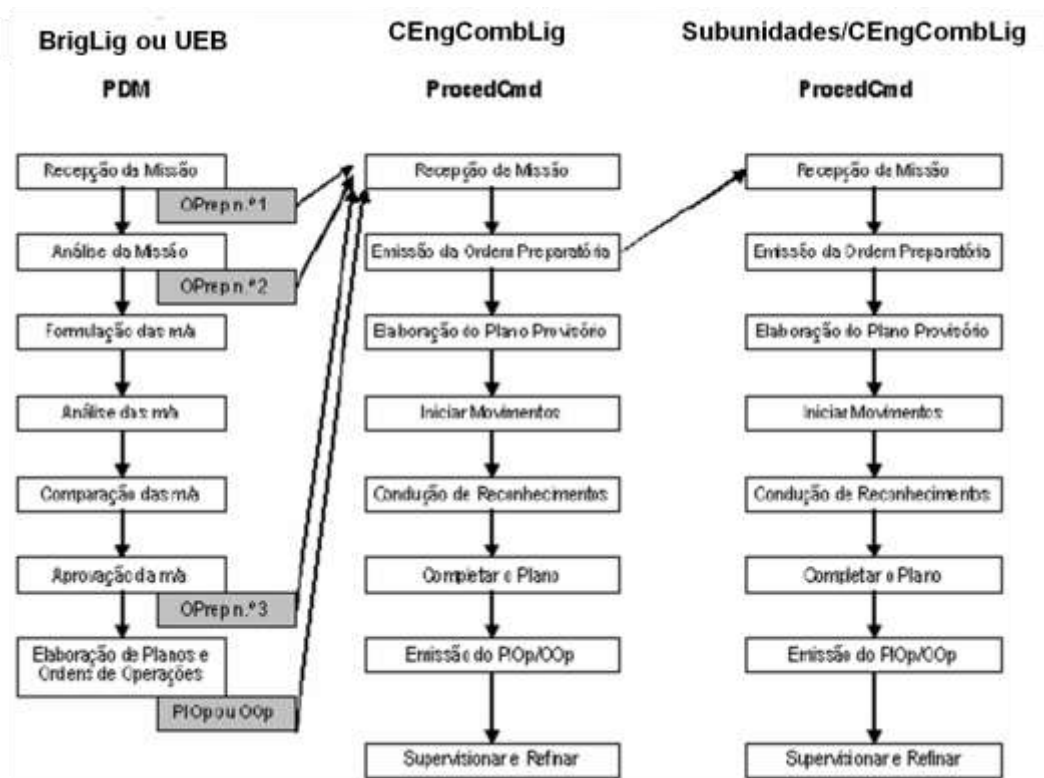 BrigLig ou UEB
PDM
Recepção da Missão
OPrep n.º 1
Análise da Missão
OPrep n.º 2
Formulação das m/a
Análise das m/a
Comparação das m/a
Aprovação da m/a
OPrep n.º 3
Elaboração de Planos e
Ordens de Operações
PlOp ou OOp
CEngCombLig
ProcedCmd
Recepção da Missão
Emissão da Ordem Preparatória
Elaboração do Plano Provisório
Iniciar Movimentos
Condução de Reconhecimentos
Completar o Plano
Emissão do PlOp/OOp
Supervisionar e Refinar
Subunidades/CEngCombLig
ProcedCmd
Recepção da Missão
Emissão da Ordem Preparatória
Elaboração do Plano Provisório
Iniciar Movimentos
Condução de Reconhecimentos
Completar o Plano
Emissão do PlOp/OOp
Supervisionar e Refinar